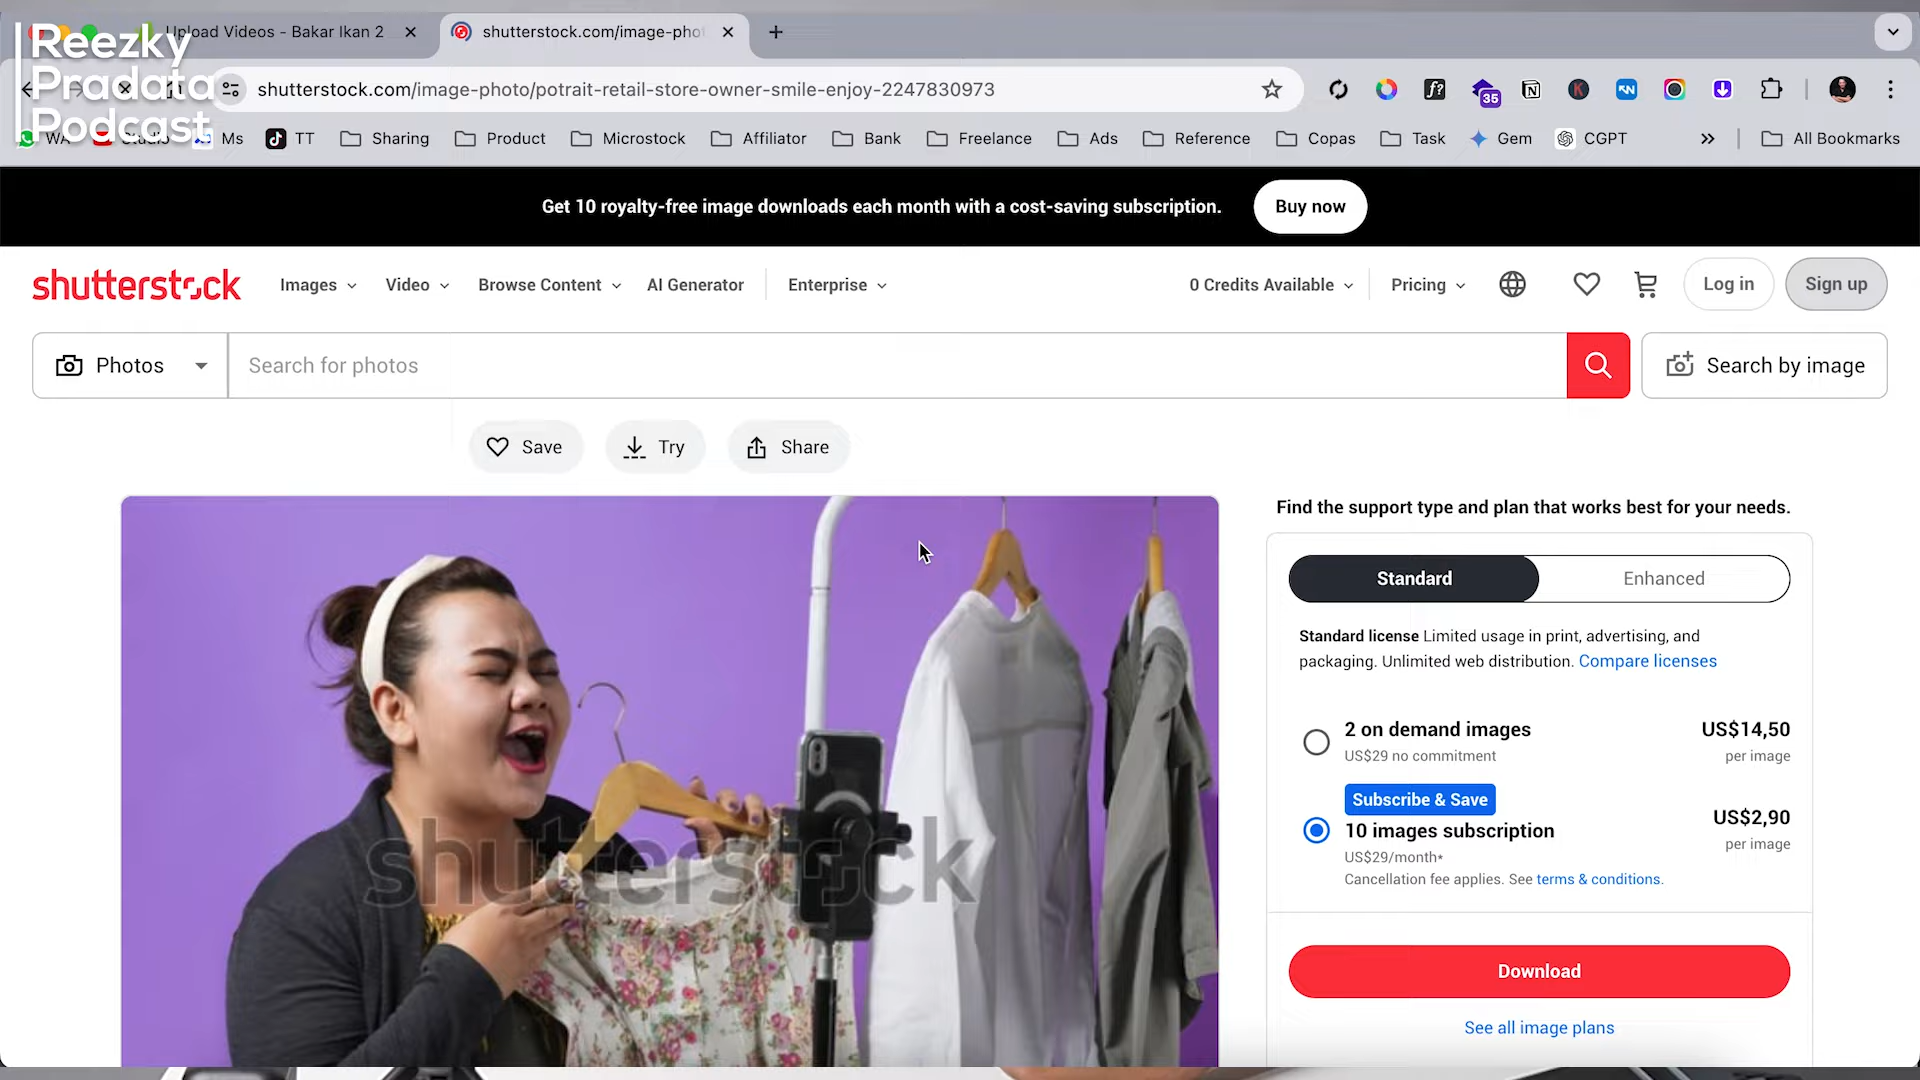 Reezky
Pradata
Podcast
Upload Videos - Bakar Ikan 2
shutterstock.com/image-pho
shutterstock.com/image-photo/potrait-retail-store-owner-smile-enjoy-2247830973
35
WA
Studio
Ms
TT
Sharing
Product
Microstock
Affiliator
Bank
Freelance
Ads
Reference
Copas
Task
Gem
CGPT
All Bookmarks
Get 10 royalty-free image downloads each month with a cost-saving subscription.
Buy now
shutterstock
Images
Video
Browse Content
AI Generator
Enterprise
0 Credits Available
Pricing
Log in
Sign up
Photos
Search for photos
Search by image
Save
Try
Share
Find the support type and plan that works best for your needs.
Standard
Enhanced
Standard license Limited usage in print, advertising, and
packaging. Unlimited web distribution. Compare licenses
2 on demand images
US$14,50
US$29 no commitment
per image
Subscribe & Save
10 images subscription
US$2,90
US$29/month*
per image
Cancellation fee applies. See terms & conditions.
shutterstock
Download
See all image plans